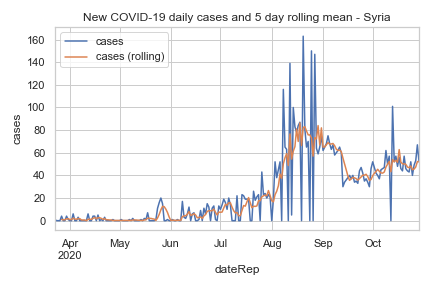 New COVID-19 daily cases and 5 day rolling mean - Syria
cases
cases (rolling)
cases
160
140
120
100
80
60
40
20
0
Apr
2020
May
Jun
Jul
Aug
Sep
Oct
dateRep